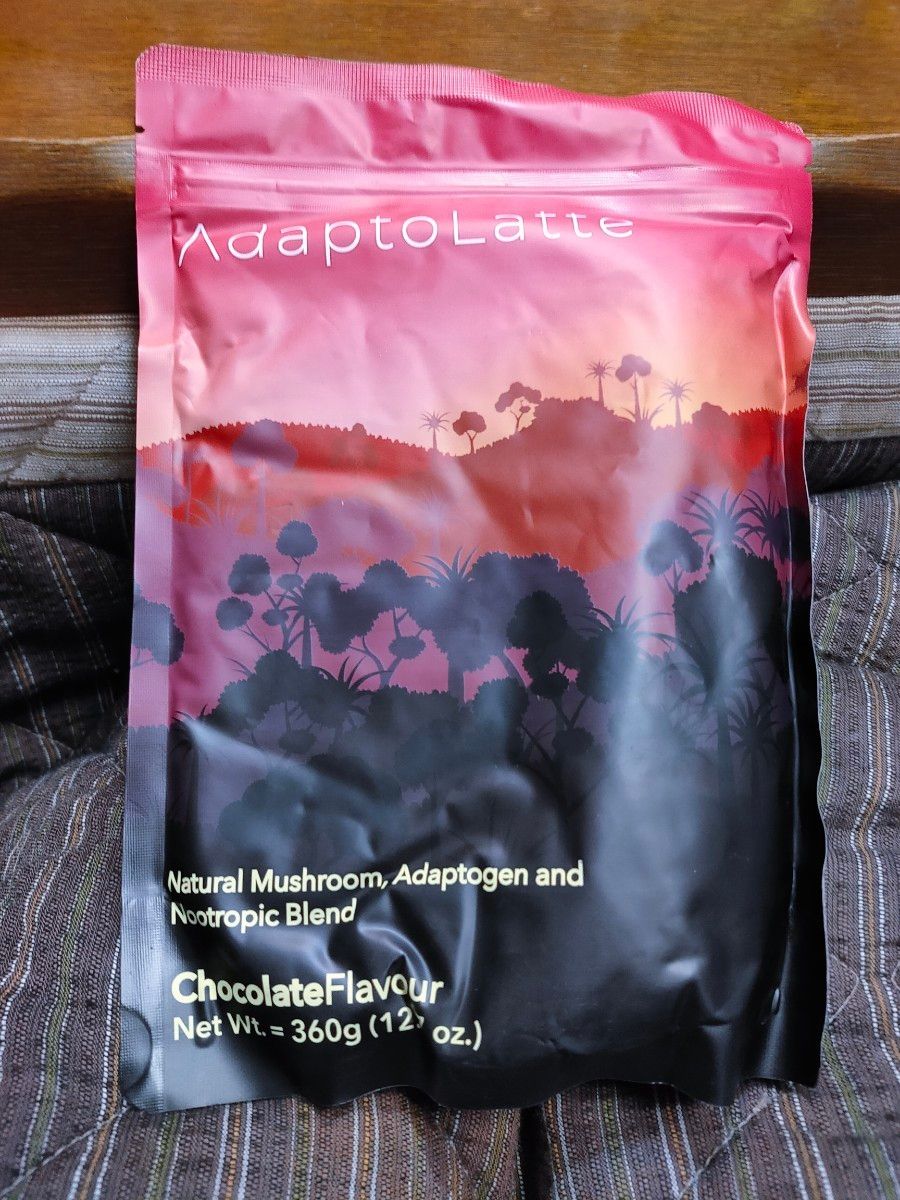 AdaptoLatte
Natural Mushroom, Adaptogen and
Nootropic Blend
ChocolateFlavour
Net Wt. = 360g (12 oz.)